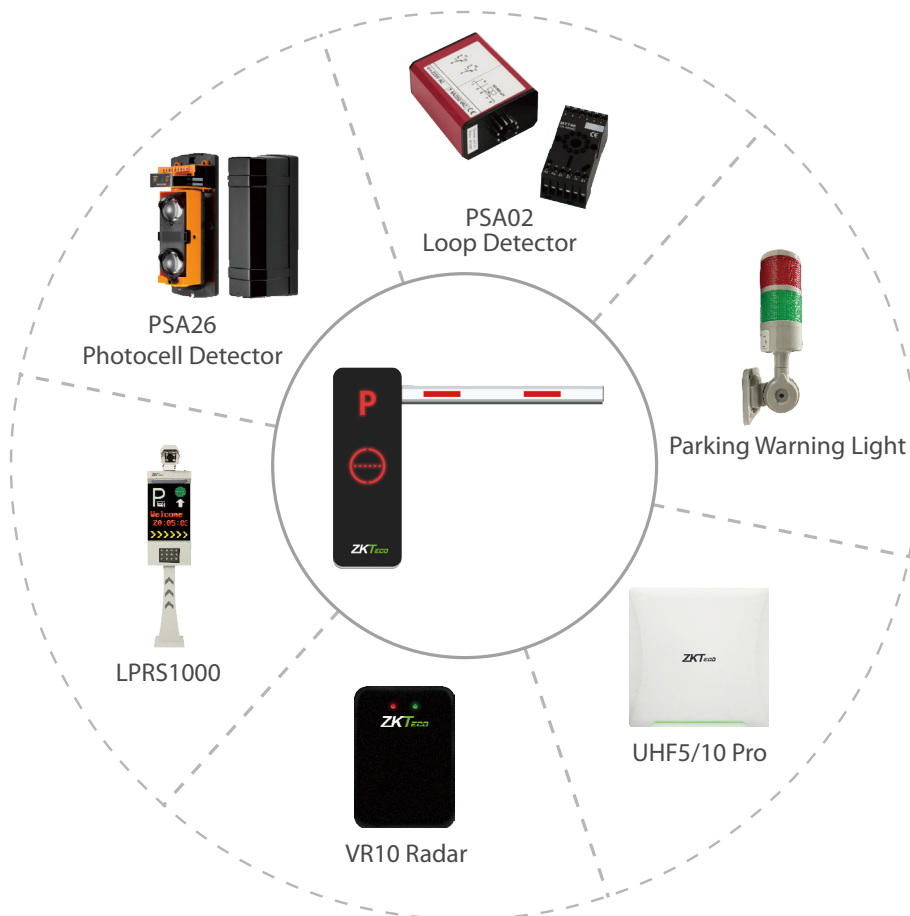 PSA02
Loop Detector
PSA26
Photocell Detector
Parking Warning Light
P
ZKTeco
P
Welcome
20:05:03
LPRS1000
ZKTeco
UHF5/10 Pro
ZKTeco
VR10 Radar